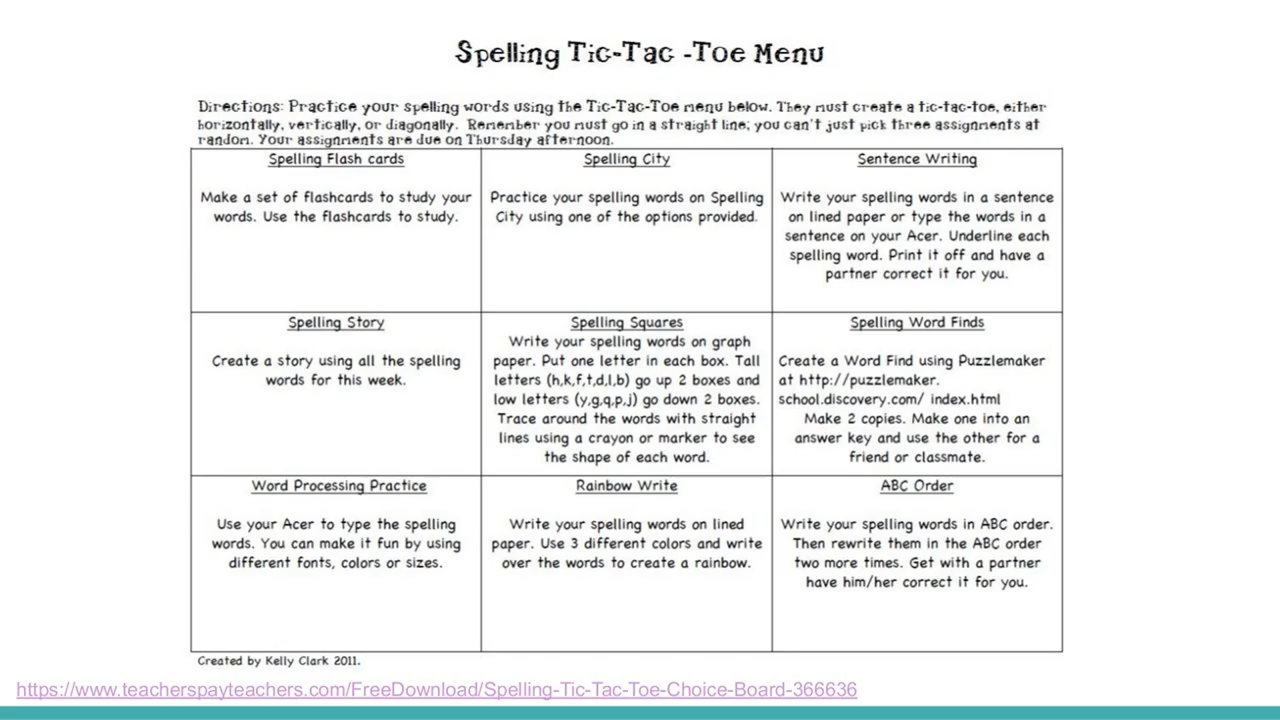 Spelling Tic-Tac -Toe Menu
Directions: Practice your spelling words using the Tic-Tac-Toe menu below. They must create a tic-tac-toe, either
horizontally, vertically, or diagonally. Remember you must go in a straight line; you can't just pick three assignments at
random. Your assignments are due on Thursday afternoon.
Spelling Flash cards
Make a set of flashcards to study your
words. Use the flashcards to study.
Spelling City
Practice your spelling words on Spelling
City using one of the options provided.
Sentence Writing
Write your spelling words in a sentence
on lined paper or type the words in a
sentence on your Acer. Underline each
spelling word. Print it off and have a
partner correct it for you.
Spelling Story
Create a story using all the spelling
words for this week.
Spelling Squares
Write your spelling words on graph
paper. Put one letter in each box. Tall
letters (h,k,f,t,d,l,b) go up 2 boxes and
low letters (y,g,q,p,j) go down 2 boxes.
Trace around the words with straight
lines using a crayon or marker to see
the shape of each word.
Spelling Word Finds
Create a Word Find using Puzzlemaker
at http://puzzlemaker.
school.discovery.com/ index.html
Make 2 copies. Make one into an
answer key and use the other for a
friend or classmate.
Word Processing Practice
Use your Acer to type the spelling
words. You can make it fun by using
different fonts, colors or sizes.
Rainbow Write
Write your spelling words on lined
paper. Use 3 different colors and write
over the words to create a rainbow.
ABC Order
Write your spelling words in ABC order.
Then rewrite them in the ABC order
two more times. Get with a partner
have him/her correct it for you.
Created by Kelly Clark 2011.
https://www.teacherspayteachers.com/FreeDownload/Spelling-Tic-Tac-Toe-Choice-Board-366636